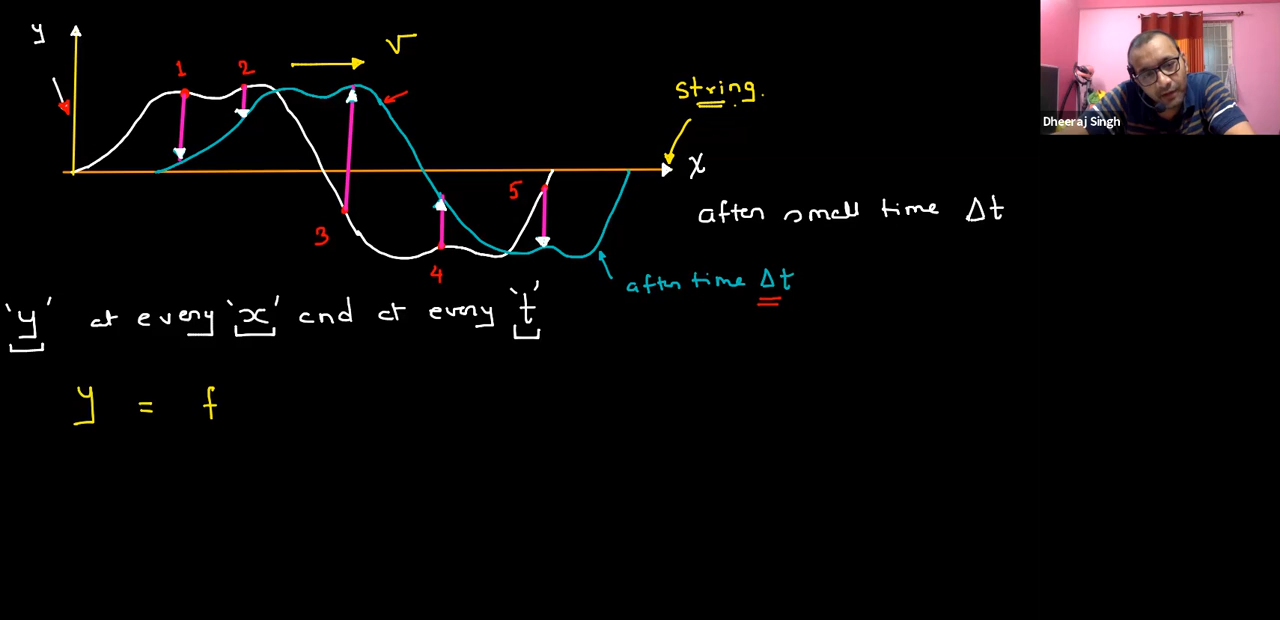 y
1
2
v
string.
Dheeraj Singh
x
5
3
4
after small time Δt
after time Δt
'y' at every 'x' and at every 't'
y = f